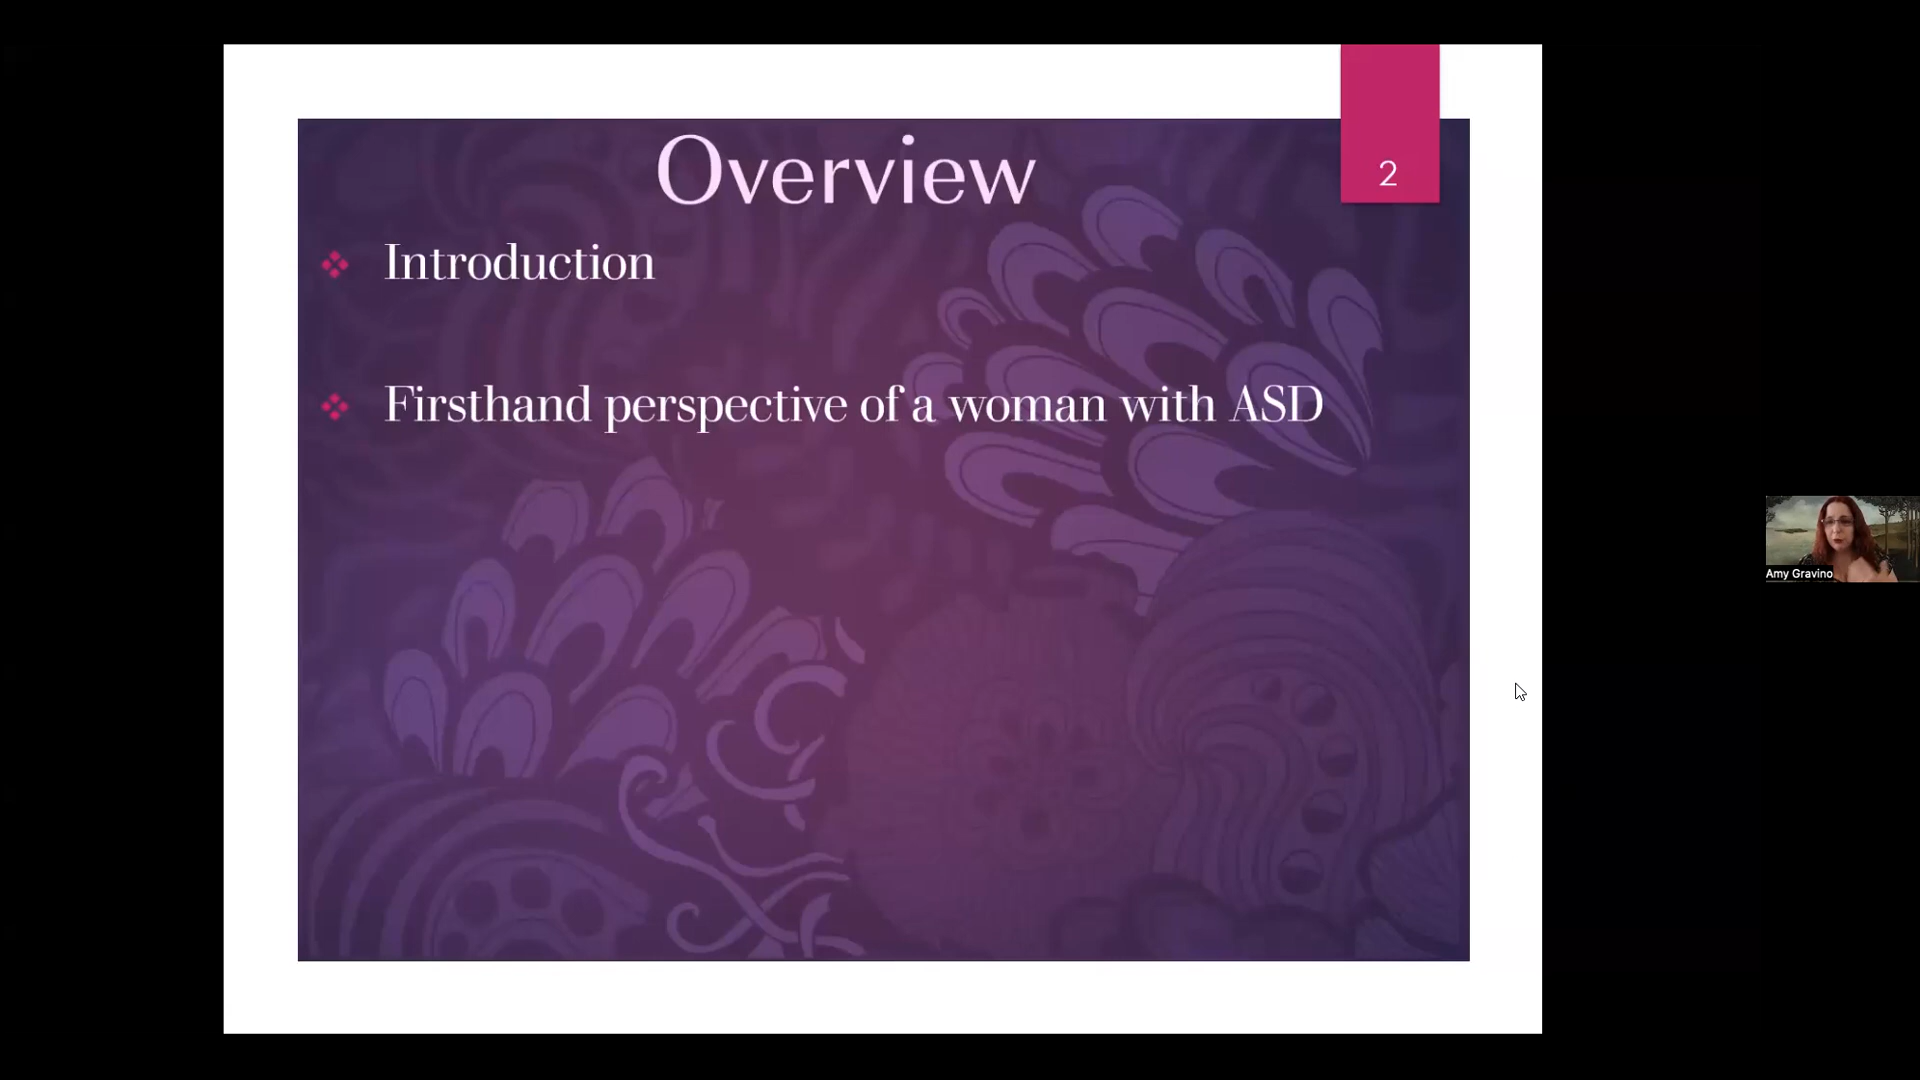 Overview
2
Introduction
Firsthand perspective of a woman with ASD
Amy Gravino